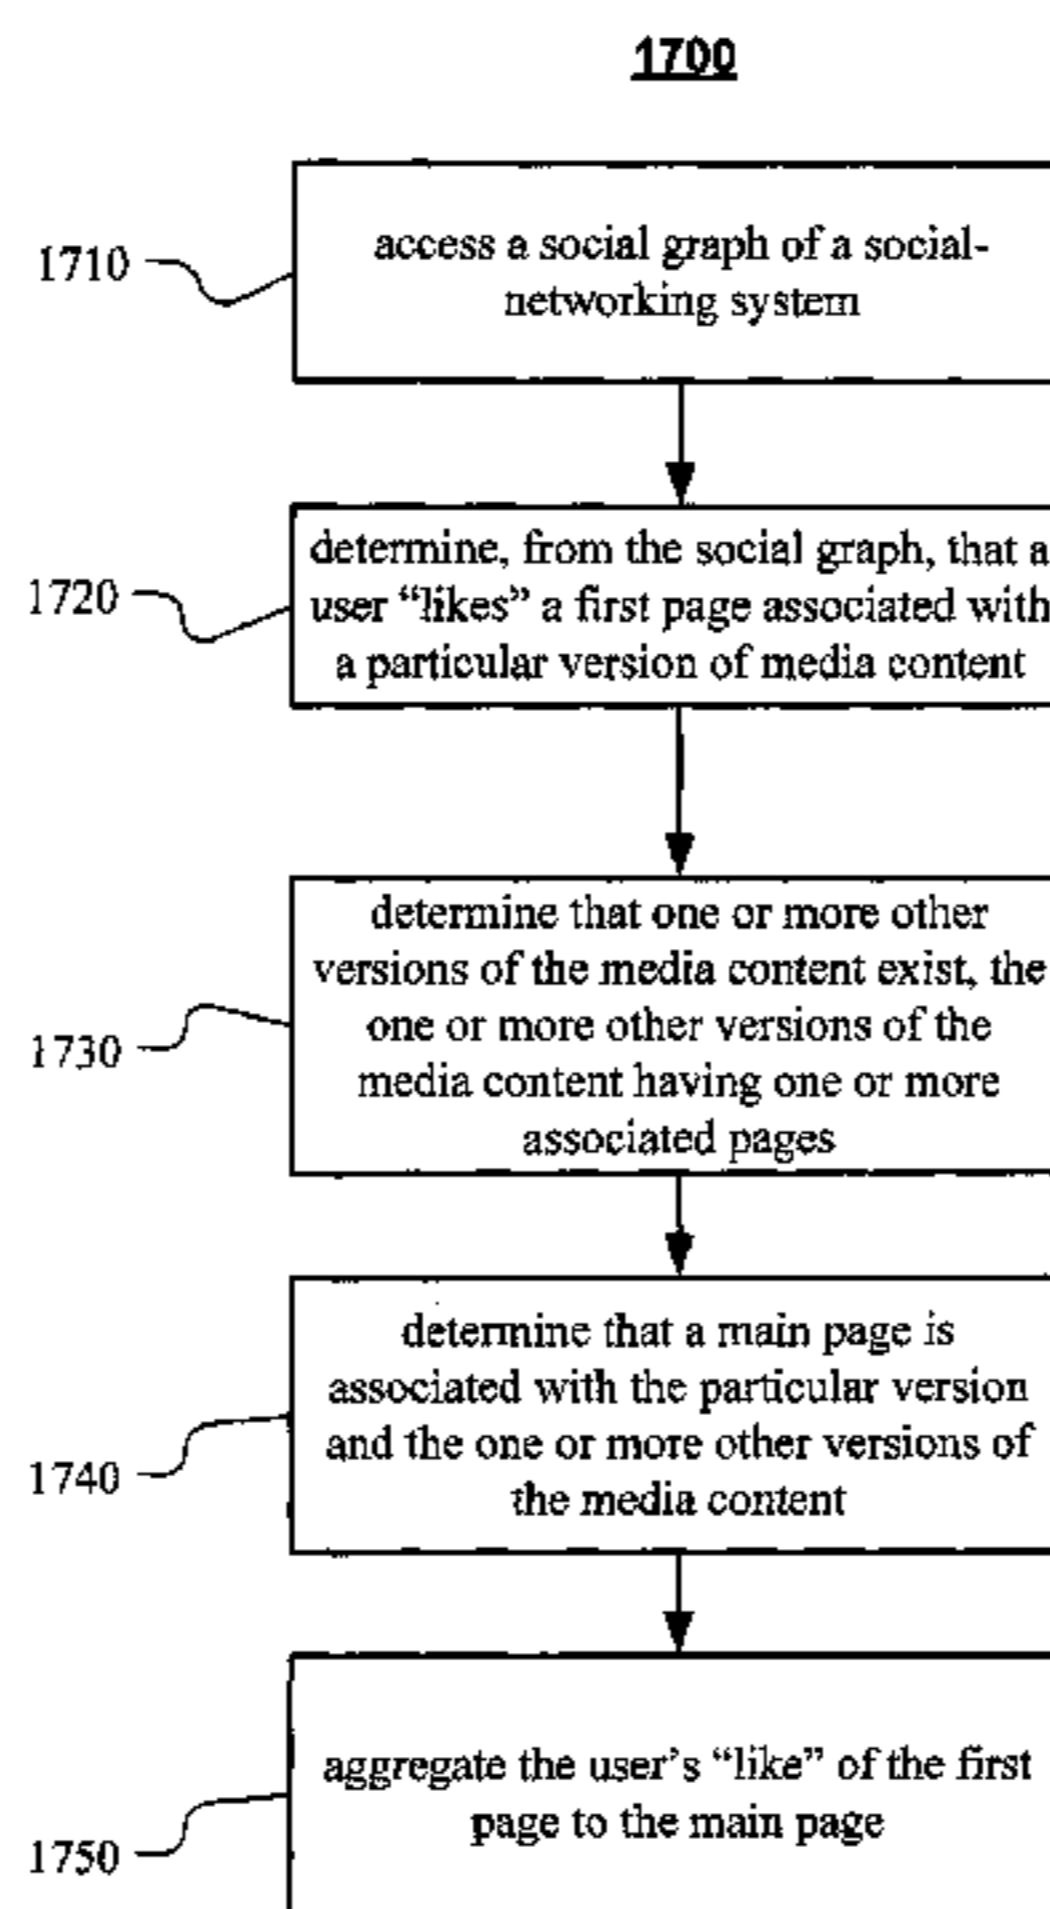 1700
1710
access a social graph of a social-
networking system
1720
determine, from the social graph, that a
user “likes” a first page associated with
a particular version of media content
1730
determine that one or more other
versions of the media content exist, the
one or more other versions of the
media content having one or more
associated pages
1740
determine that a main page is
associated with the particular version
and the one or more other versions of
the media content
1750
aggregate the user’s “like” of the first
page to the main page